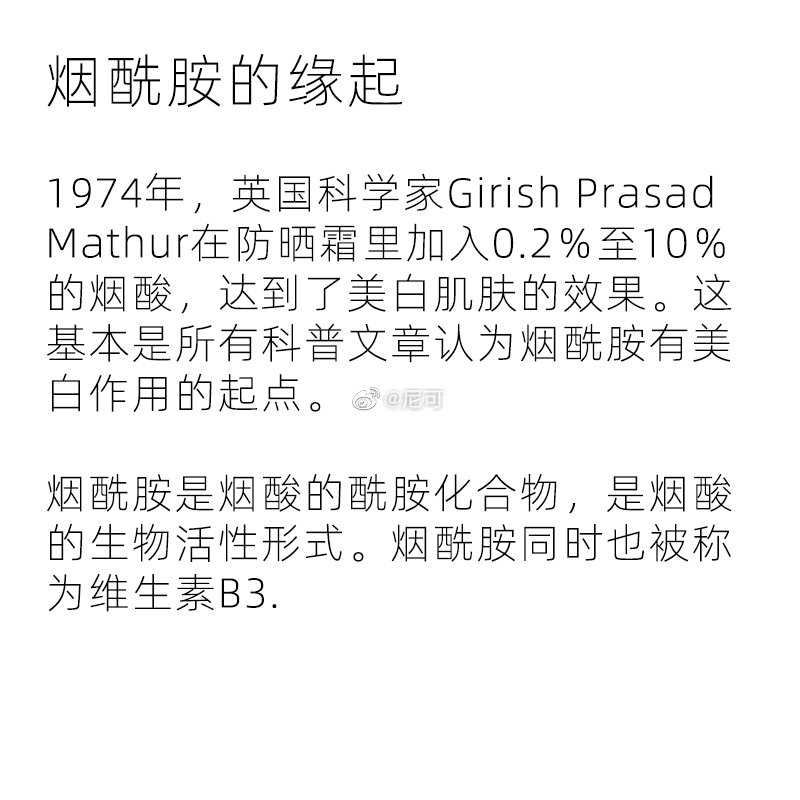 烟酰胺的缘起
1974年，英国科学家Girish Prasad
Mathur在防晒霜里加入0.2%至10%
的烟酸，达到了美白肌肤的效果。这
基本是所有科普文章认为烟酰胺有美
白作用的起点。
@尼可
烟酰胺是烟酸的酰胺化合物，是烟酸
的生物活性形式。烟酰胺同时也被称
为维生素B3.